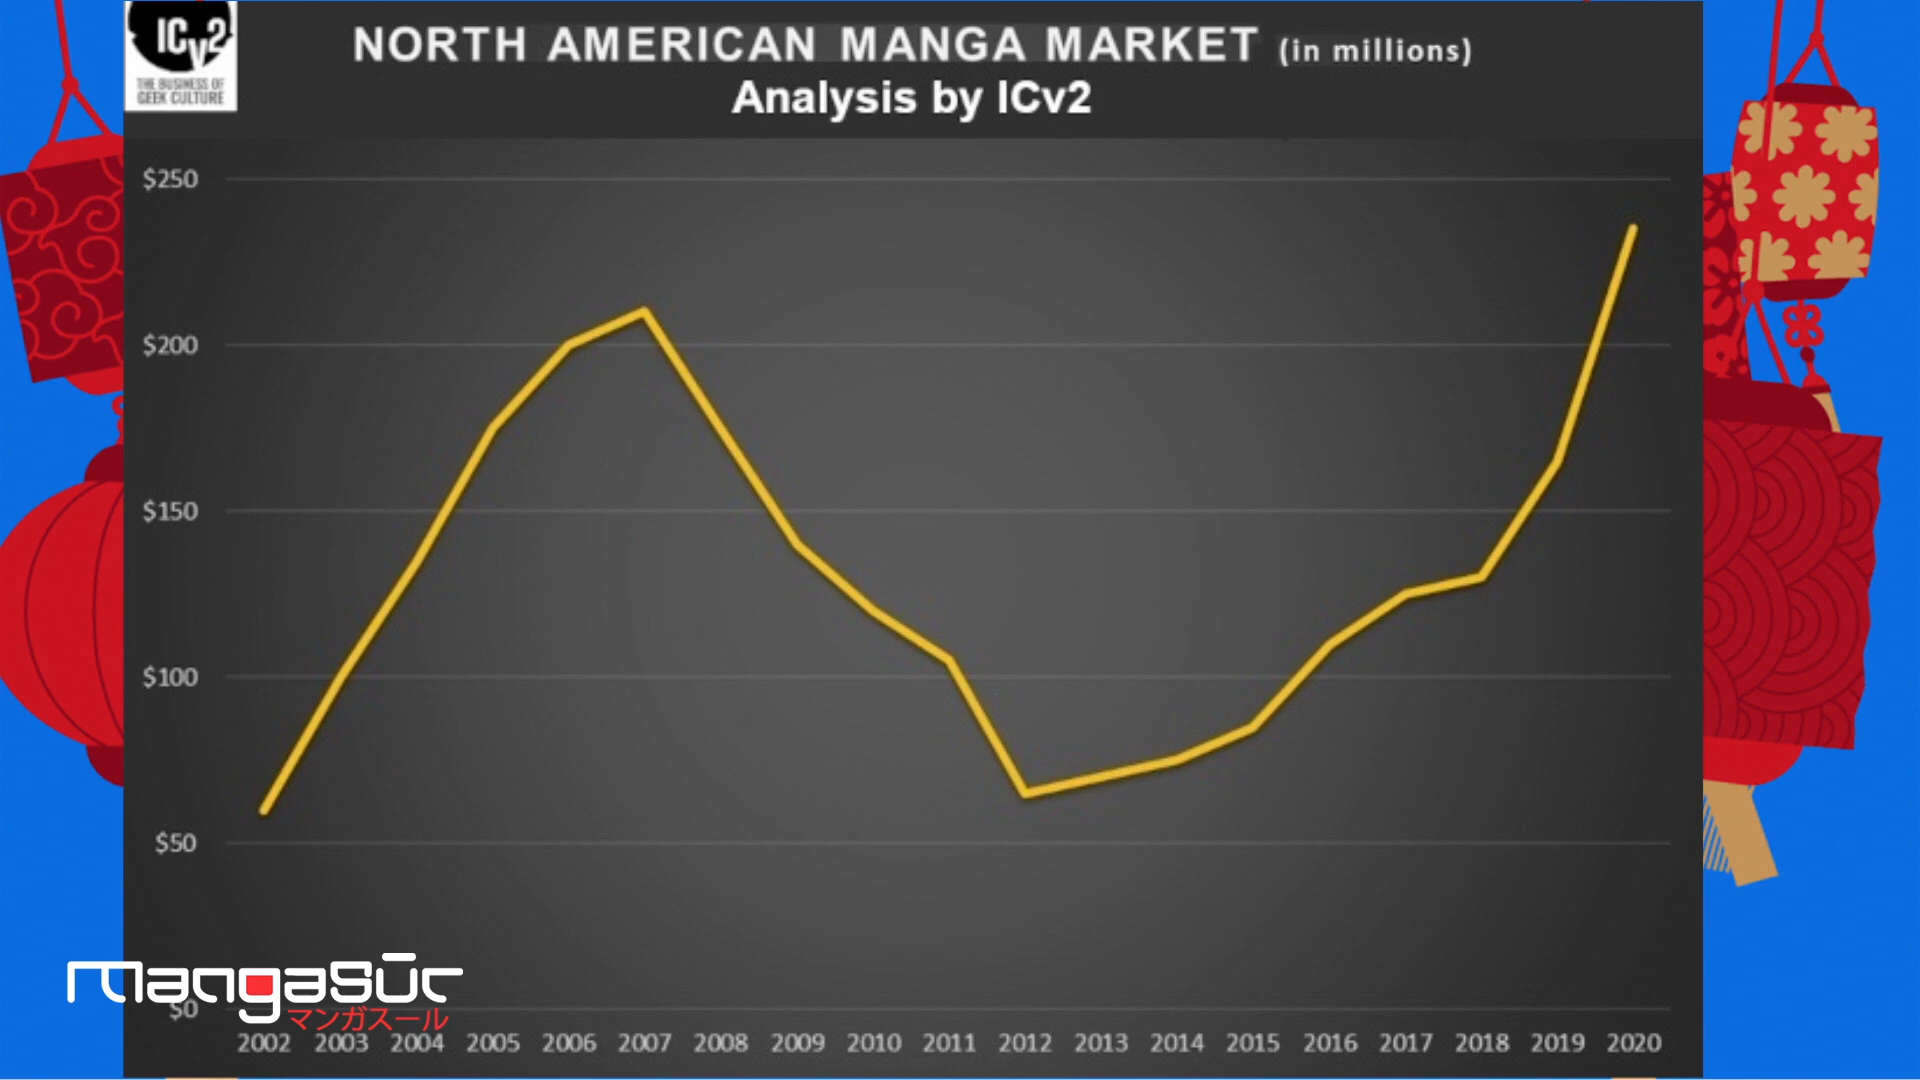 ICv2
THE BUSINESS OF
GEEK CULTURE
NORTH AMERICAN MANGA MARKET (in millions)
Analysis by ICv2
$250
$200
$150
$100
$50
$0
mangasūr
マンガスール
2002 2003 2004 2005 2006 2007 2008 2009 2010 2011 2012 2013 2014 2015 2016 2017 2018 2019 2020